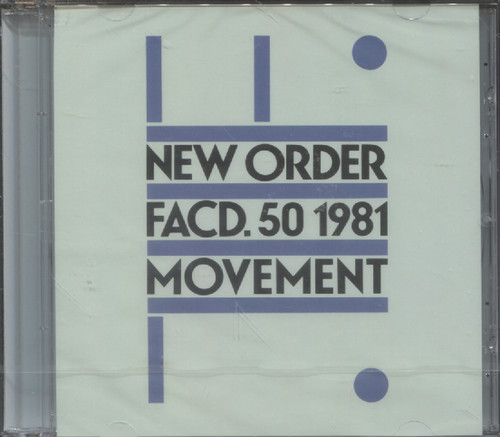 NEW ORDER
FACD. 50 1981
MOVEMENT